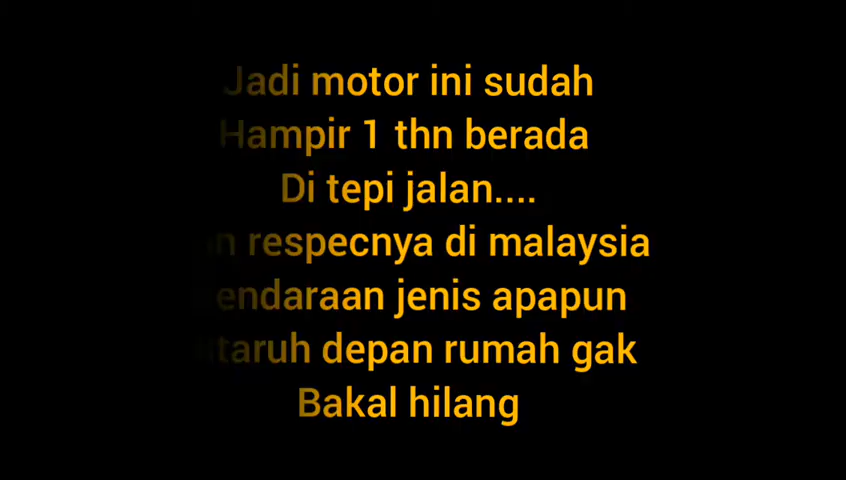 Jadi motor ini sudah
Hampir 1 thn berada
Di tepi jalan....
respecnya di malaysia
endaraan jenis apapun
taruh depan rumah gak
Bakal hilang